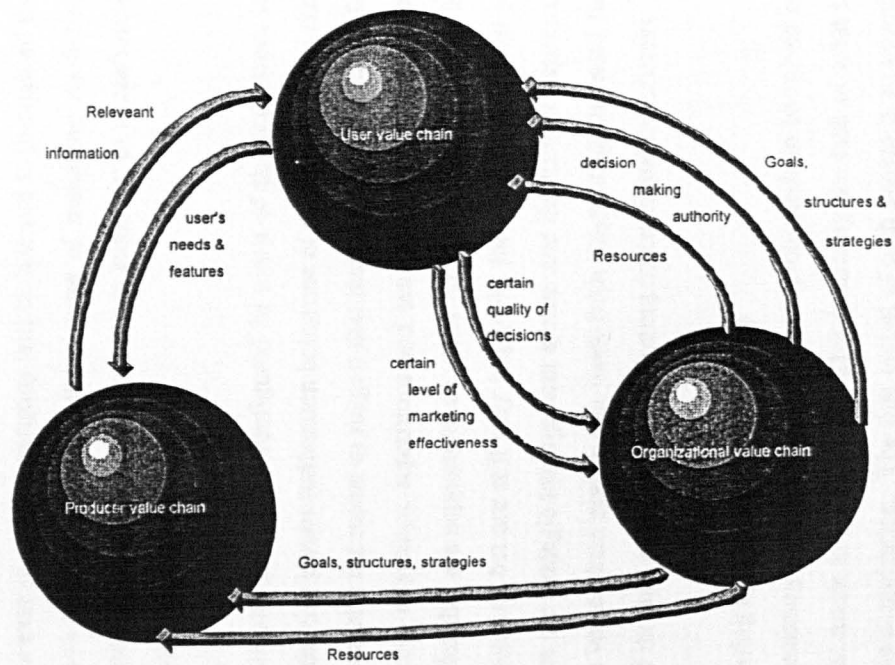 User value chain
Releveant
information
user's
needs &
features
decision
making
authority
Goals,
structures &
strategies
Resources
certain
quality of
decisions
certain
level of
marketing
effectiveness
Organizational value chain
Producer value chain
Goals, structures, strategies
Resources